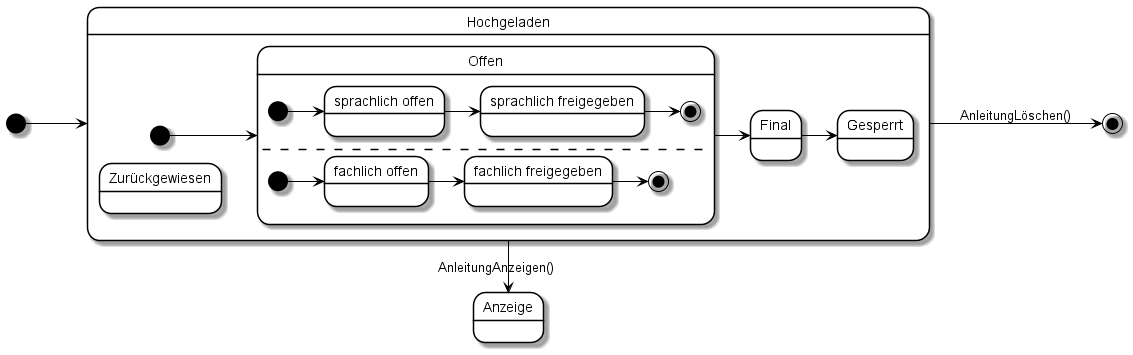 Hochgeladen
Offen
sprachlich offen
sprachlich freigegeben
Final
Gesperrt
AnleitungLöschen()
Zurückgewiesen
fachlich offen
fachlich freigegeben
AnleitungAnzeigen()
Anzeige